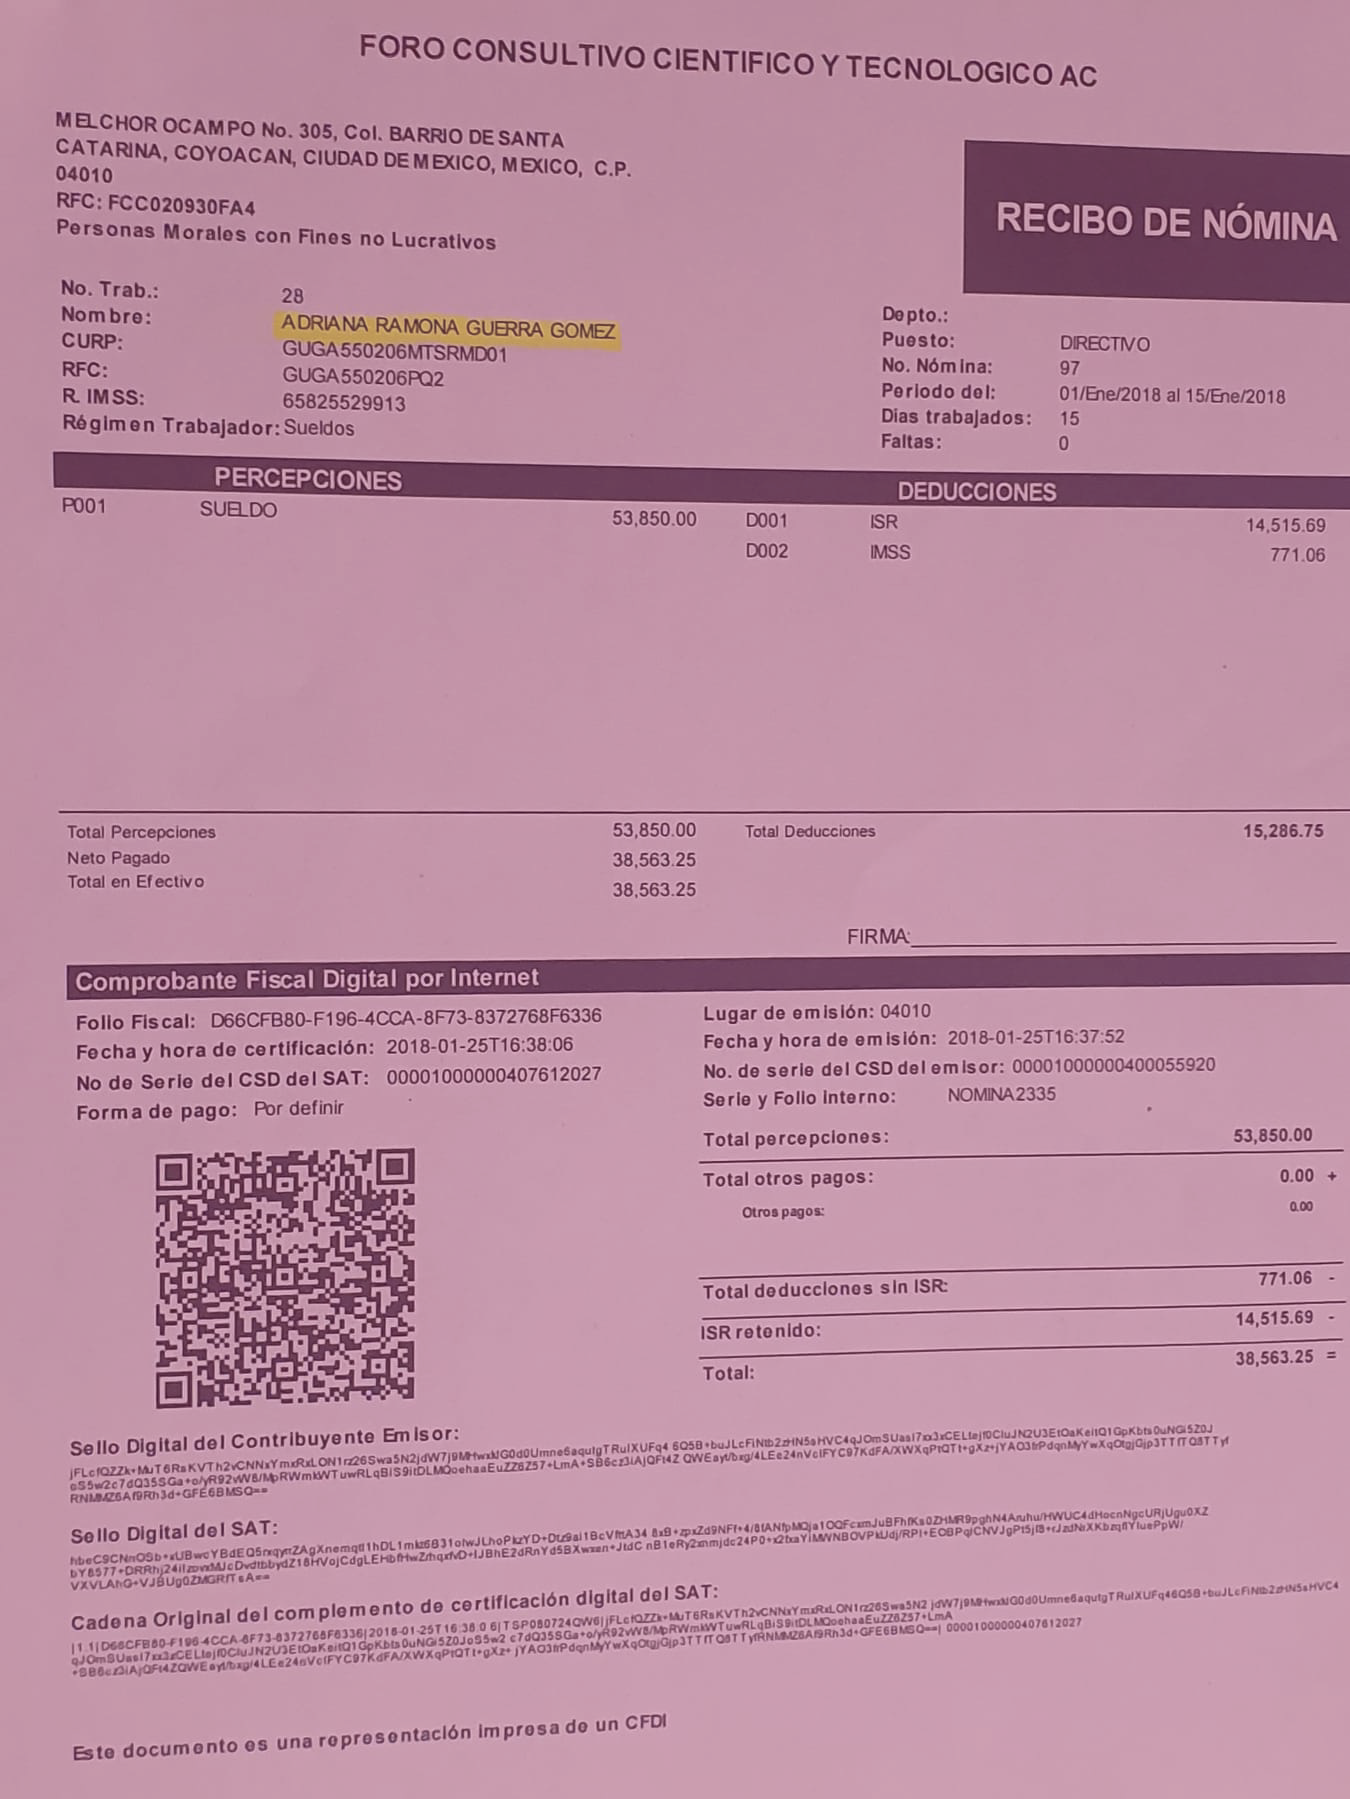 FORO CONSULTIVO CIENTIFICO Y TECNOLOGICO AC
MELCHOR OCAMPO No. 305, Col. BARRIO DE SANTA
CATARINA, COYOACAN, CIUDAD DE MEXICO, MEXICO, C.P.
04010
RFC: FCC020930FA4
Personas Morales con Fines no Lucrativos
RECIBO DE NÓMINA
No. Trab.: 28
Nombre: ADRIANA RAMONA GUERRA GOMEZ
CURP: GUGA550206MTSRMD01
RFC: GUGA550206PQ2
R. IMSS: 65825529913
Régimen Trabajador: Sueldos
Depto.:
Puesto: DIRECTIVO
No. Nómina: 97
Periodo del: 01/Ene/2018 al 15/Ene/2018
Dias trabajados: 15
Faltas: 0
PERCEPCIONES DEDUCCIONES
P001 SUELDO 53,850.00 D001 ISR 14,515.69
D002 IMSS 771.06
Total Percepciones 53,850.00 Total Deducciones 15,286.75
Neto Pagado 38,563.25
Total en Efectivo 38,563.25
FIRMA:
Comprobante Fiscal Digital por Internet
Folio Fiscal: D66CFB80-F196-4CCA-8F73-8372768F6336
Fecha y hora de certificación: 2018-01-25T16:38:06
No de Serie del CSD del SAT: 00001000000407612027
Forma de pago: Por definir
Lugar de emisión: 04010
Fecha y hora de emisión: 2018-01-25T16:37:52
No. de serie del CSD del emisor: 00001000000400055920
Serie y Folio interno: NOMINA2335
Total percepciones: 53,850.00
Total otros pagos: 0.00 +
Otros pagos: 0.00
Total deducciones sin ISR: 771.06 -
ISR retenido: 14,515.69 -
Total: 38,563.25 =
Sello Digital del Contribuyente Emisor:
RNMMZ6Af9Rh3d+GFE6BMSQ==
Sello Digital del SAT:
Cadena Original del complemento de certificación digital del SAT:
00001000000407612027
Este documento es una representación impresa de un CFDI